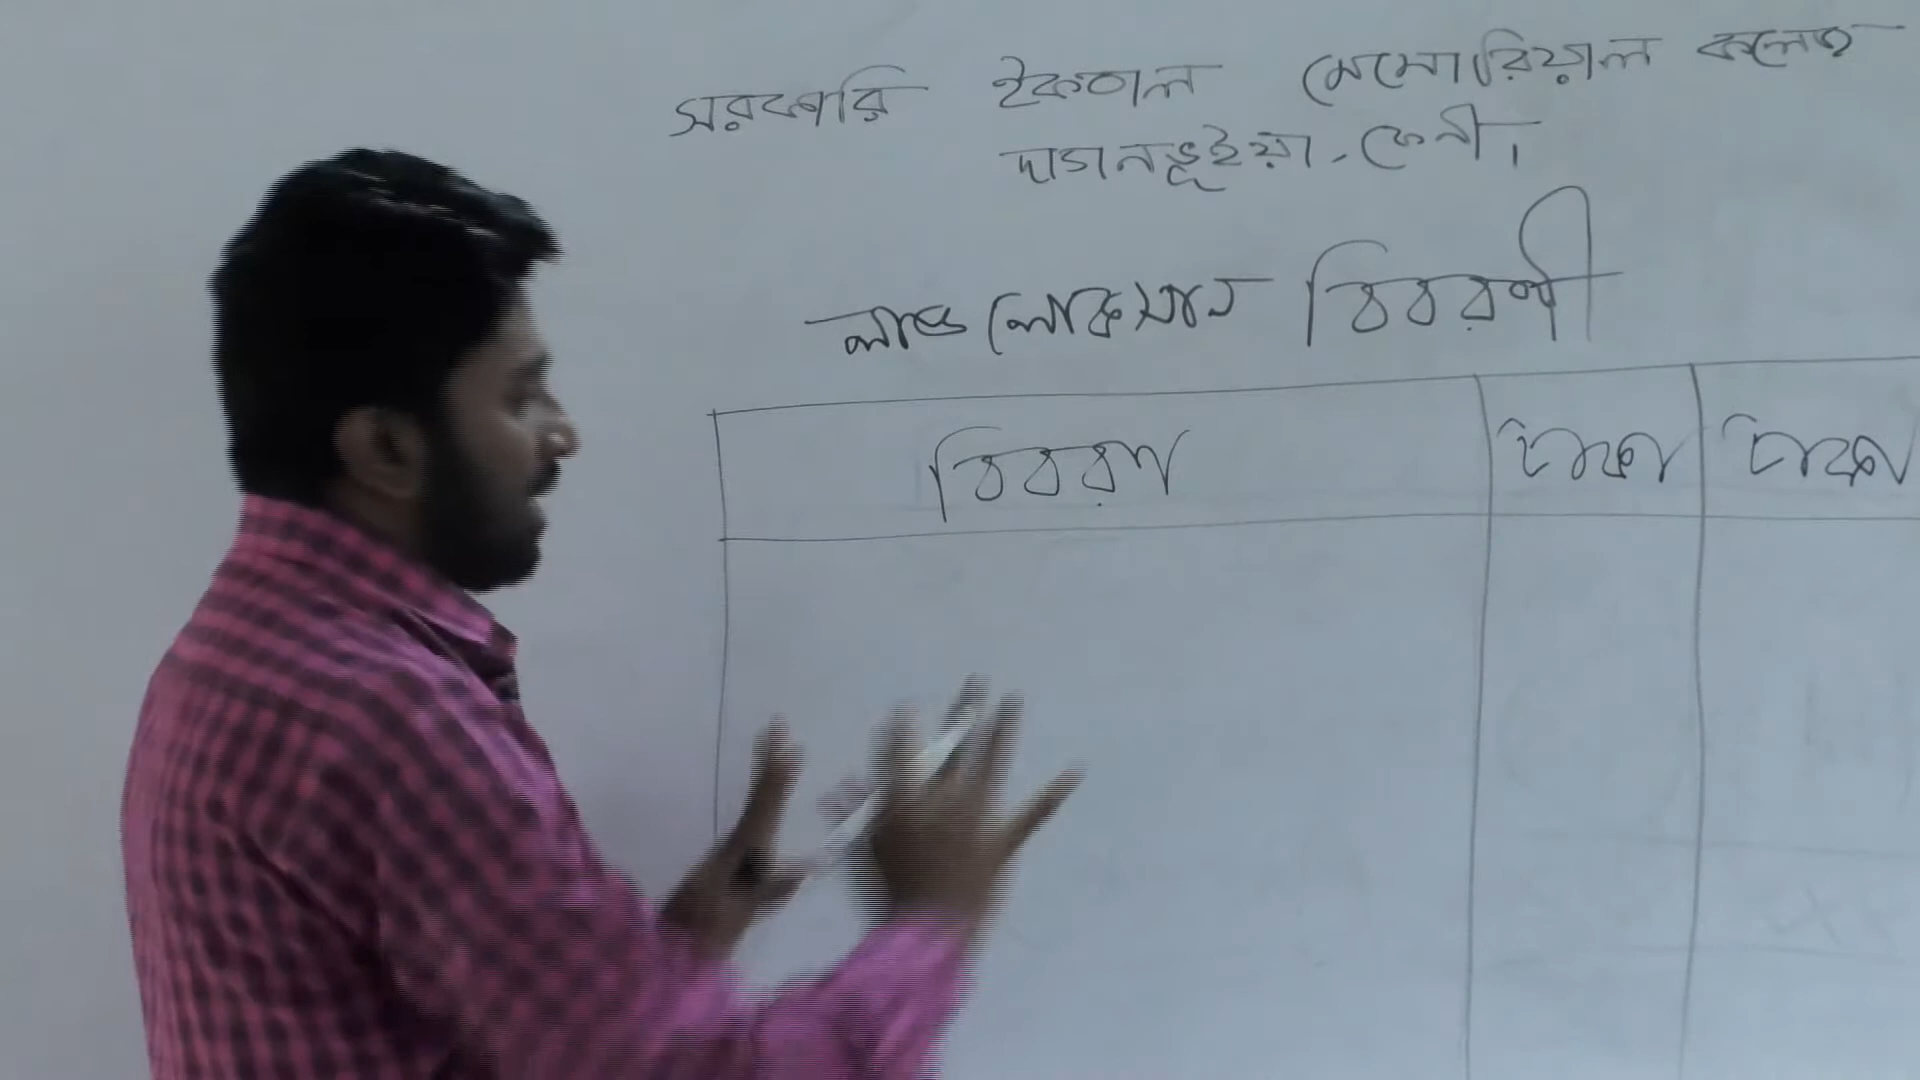 সরকারি ইকবাল মেমোরিয়াল কলেজ
দাগনভূইয়া, ফেনী।
লাভ লোকসান বিবরণী
বিবরণ টাকা টাকা